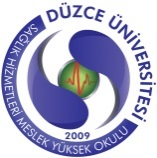 DÜZCE ÜNİVERSİTESİ
SAĞLIK HİZMETLERİ MESLEK YÜKSEK OKULU
2009